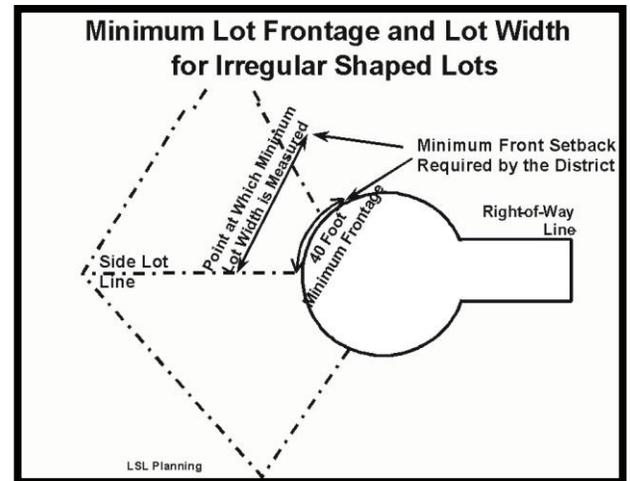 Minimum Lot Frontage and Lot Width
for Irregular Shaped Lots
Point at Which Minimum
Lot Width is Measured
Minimum Front Setback
Required by the District
40 Foot
Minimum Frontage
Right-of-Way
Line
Side Lot
Line
LSL Planning